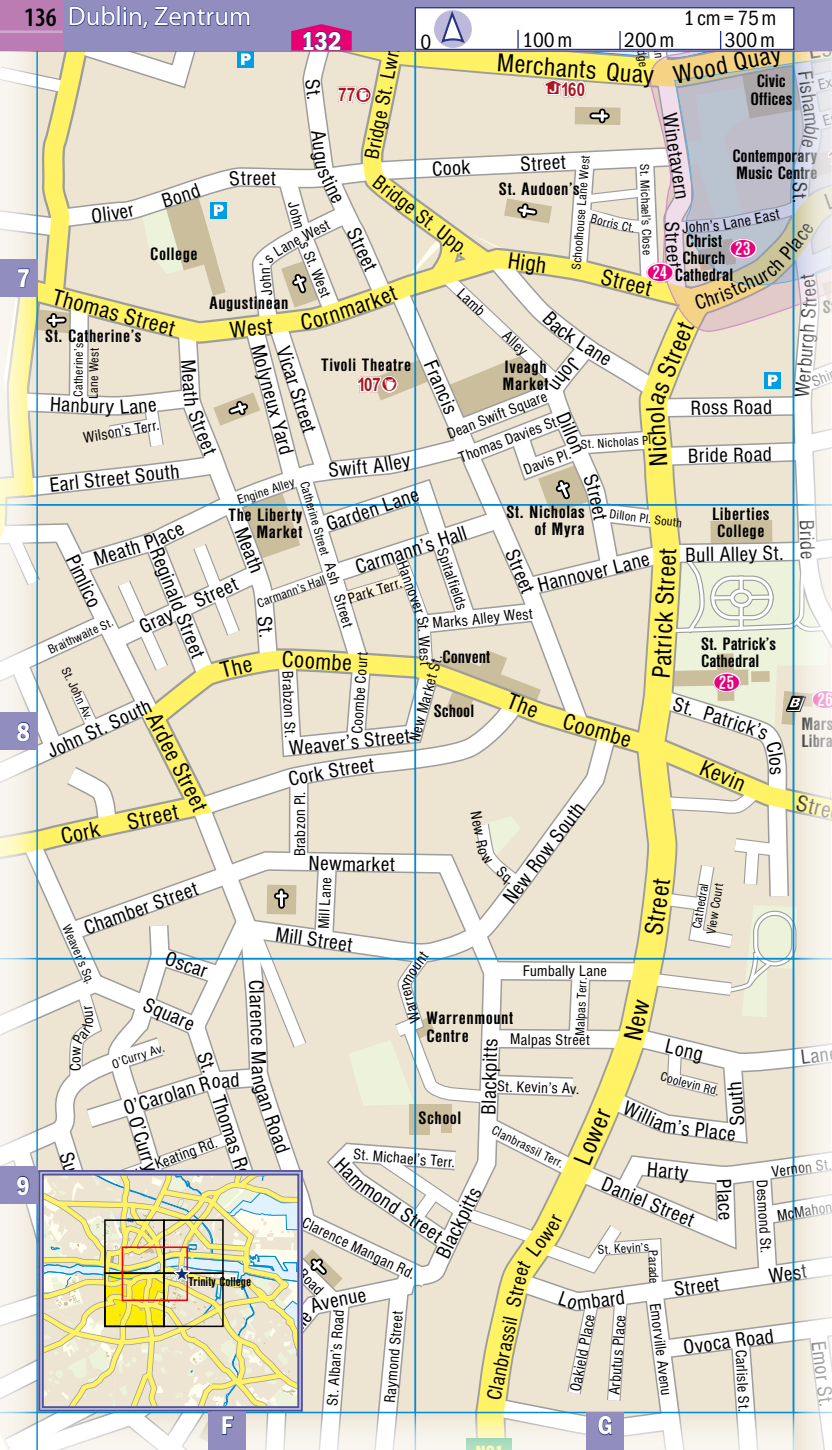 136 Dublin, Zentrum
132
1 cm = 75 m
0 100 m 200 m 300 m
P
Merchants Quay
Wood Quay
Civic
Offices
Fishamble St.
77
160
Bridge St. Lwr.
St. Augustine Street
Winetavern Street
Contemporary
Music Centre
Cook Street
Oliver Bond Street
St. Audoen's
Schoolhouse Lane West
St. Michael's Close
Borris Ct.
John's Lane East
Christ
Church
Cathedral
23
24
Christchurch Place
P
College
John's Lane West
John St. West
Bridge St. Upp.
High Street
7
Augustinean
Thomas Street
West
Cornmarket
St. Catherine's
Catherine's
Lane West
Lamb Alley
Back Lane
Werburgh Street
Meath Street
Molyneux Yard
Vicar Street
Tivoli Theatre
107
Francis Street
Iveagh
Market
John Dillon Street
Nicholas Street
P
Hanbury Lane
Wilson's Terr.
Dean Swift Square
Thomas Davies St.
St. Nicholas Pl.
Davis Pl.
Ross Road
Bride Road
Earl Street South
Swift Alley
Engine Alley
Catherine Street
Garden Lane
The Liberty
Market
St. Nicholas
of Myra
Dillon Pl. South
Liberties
College
Bull Alley St.
Bride
Meath Place
Pimlico
Reginald Street
Gray Street
Meath St.
Carmann's Hall
Carmann's Hall
Ash Street
Park Terr.
Hannover St. West
Spitalfields
Hannover Lane
Marks Alley West
Patrick Street
Braithwaite St.
St. John Av.
The Coombe
Convent
School
St. Patrick's
Cathedral
25
Mars
Libra
8
John St. South
Ardee Street
Brabzon St.
Coombe Court
New Market St.
Weaver's Street
The Coombe
St. Patrick's Clos
Kevin Stree
Cork Street
Cork Street
Brabzon Pl.
New Row Sq.
New Row South
Newmarket
Chamber Street
Mill Lane
Mill Street
Cathedral
View Court
New Street
Weaver's Sq.
Oscar Square
Warrenmount
Fumbally Lane
Malpas Terr.
Malpas Street
Warrenmount
Centre
Clarence Mangan Road
Cow Parlour
O'Curry Av.
O'Carolan Road
O'Curry
St. Thomas R
Keating Rd.
Su
Blackpitts
Long Lane
Coolevin Rd.
South
St. Kevin's Av.
William's Place
School
Lower
Clanbrassil Terr.
9
St. Michael's Terr.
Hammond Street
Blackpitts
Harty Place
Daniel Street
Vernon St.
Desmond St.
McMahon
Trinity College
Clarence Mangan Rd.
Road
Avenue
St. Alban's Road
Raymond Street
Clanbrassil Street Lower
St. Kevin's Parade
Lombard Street West
Oakield Place
Arbutus Place
Emorville Avenu
Ovoca Road
Carlisle St.
Emor St.
F
G